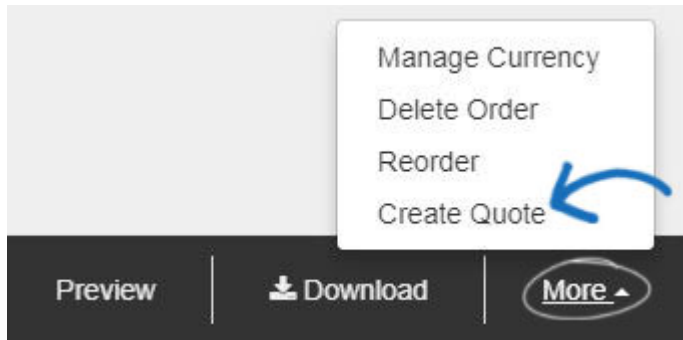 Manage Currency
Delete Order
Reorder
Create Quote
Preview
Download
More